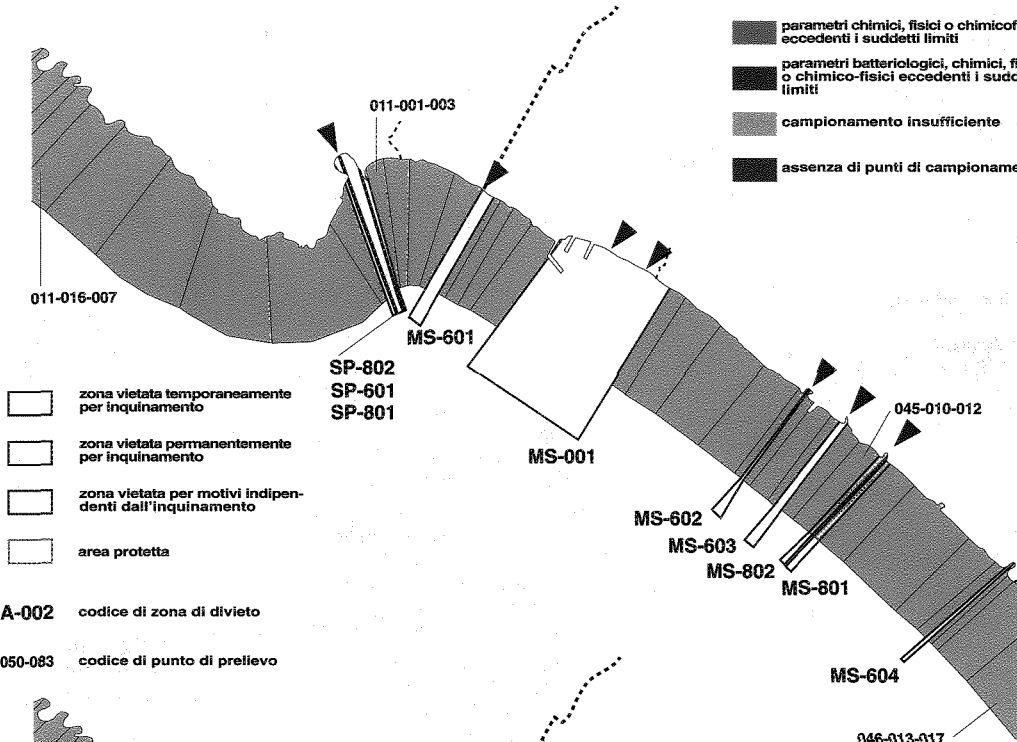 parametri chimici, fisici o chimicof
eccedenti i suddetti limiti
parametri batteriologici, chimici, fi
o chimico-fisici eccedenti i sudd
limiti
campionamento insufficiente
assenza di punti di campioname
011-001-003
011-016-007
MS-601
SP-802
SP-601
SP-801
MS-001
045-010-012
MS-602
MS-603
MS-802
MS-801
MS-604
046-013-017
zona vietata temporaneamente
per inquinamento
zona vietata permanentemente
per inquinamento
zona vietata per motivi indipen-
denti dall'inquinamento
area protetta
A-002 codice di zona di divieto
050-083 codice di punto di prelievo